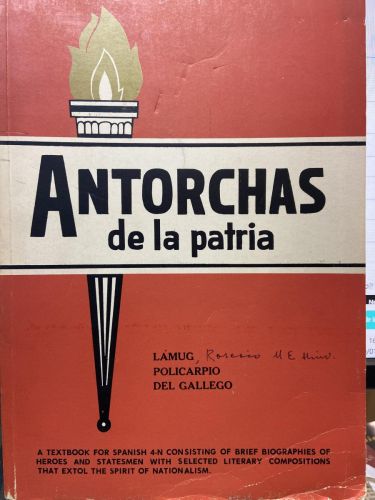 ANTORCHAS
de la patria
LÁMUG, Rosario U.E.
POLICARPIO
DEL GALLEGO
A TEXTBOOK FOR SPANISH 4-N CONSISTING OF BRIEF BIOGRAPHIES OF
HEROES AND STATESMEN WITH SELECTED LITERARY COMPOSITIONS
THAT EXTOL THE SPIRIT OF NATIONALISM.